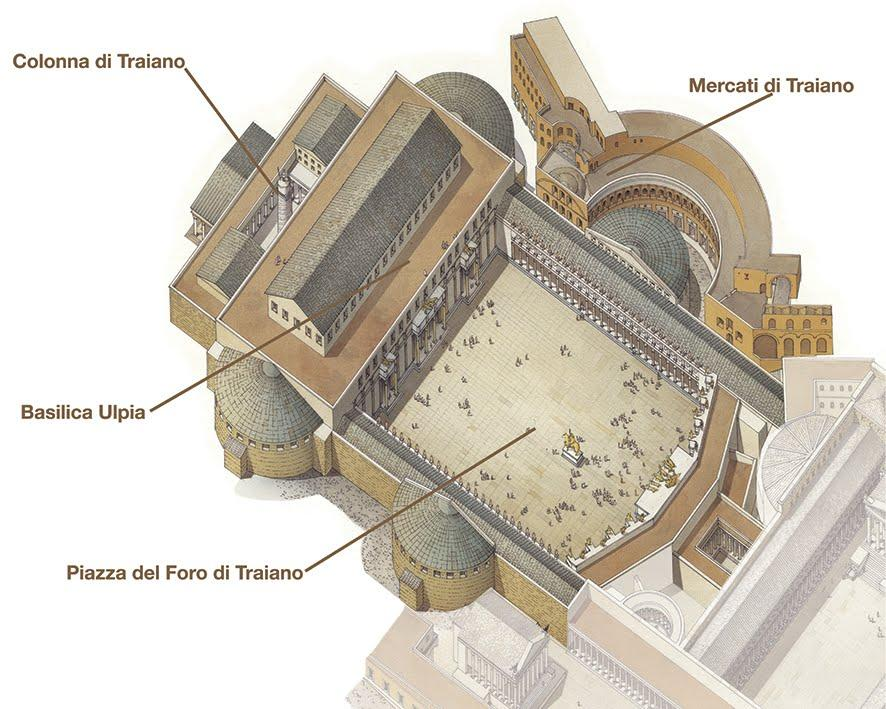 Colonna di Traiano
Mercati di Traiano
Basilica Ulpia
Piazza del Foro di Traiano